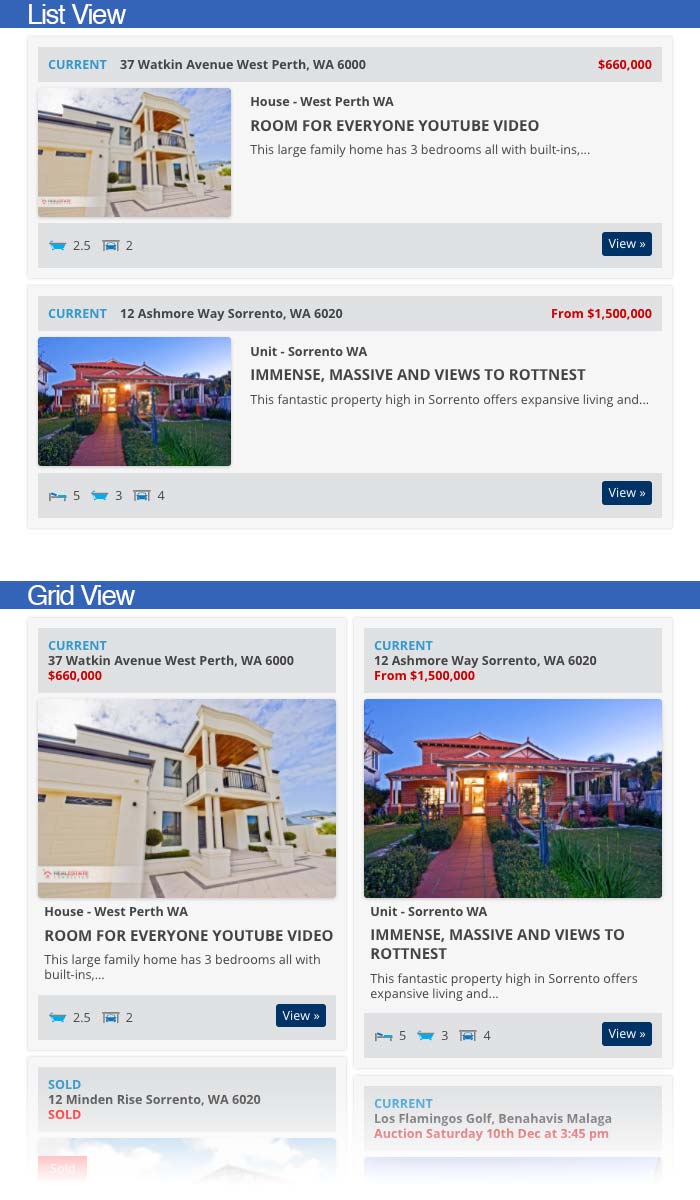 List View
CURRENT 37 Watkin Avenue West Perth, WA 6000 $660,000
House - West Perth WA
ROOM FOR EVERYONE YOUTUBE VIDEO
This large family home has 3 bedrooms all with built-ins,...
2.5 2 View »
CURRENT 12 Ashmore Way Sorrento, WA 6020 From $1,500,000
Unit - Sorrento WA
IMMENSE, MASSIVE AND VIEWS TO ROTTNEST
This fantastic property high in Sorrento offers expansive living and...
5 3 4 View »
Grid View
CURRENT
37 Watkin Avenue West Perth, WA 6000
$660,000
REALESTATE
House - West Perth WA
ROOM FOR EVERYONE YOUTUBE VIDEO
This large family home has 3 bedrooms all with
built-ins,...
2.5 2 View »
CURRENT
12 Ashmore Way Sorrento, WA 6020
From $1,500,000
Unit - Sorrento WA
IMMENSE, MASSIVE AND VIEWS TO
ROTTNEST
This fantastic property high in Sorrento offers
expansive living and...
5 3 4 View »
SOLD
12 Minden Rise Sorrento, WA 6020
SOLD
Sold
CURRENT
Los Flamingos Golf, Benahavis Malaga
Auction Saturday 10th Dec at 3:45 pm